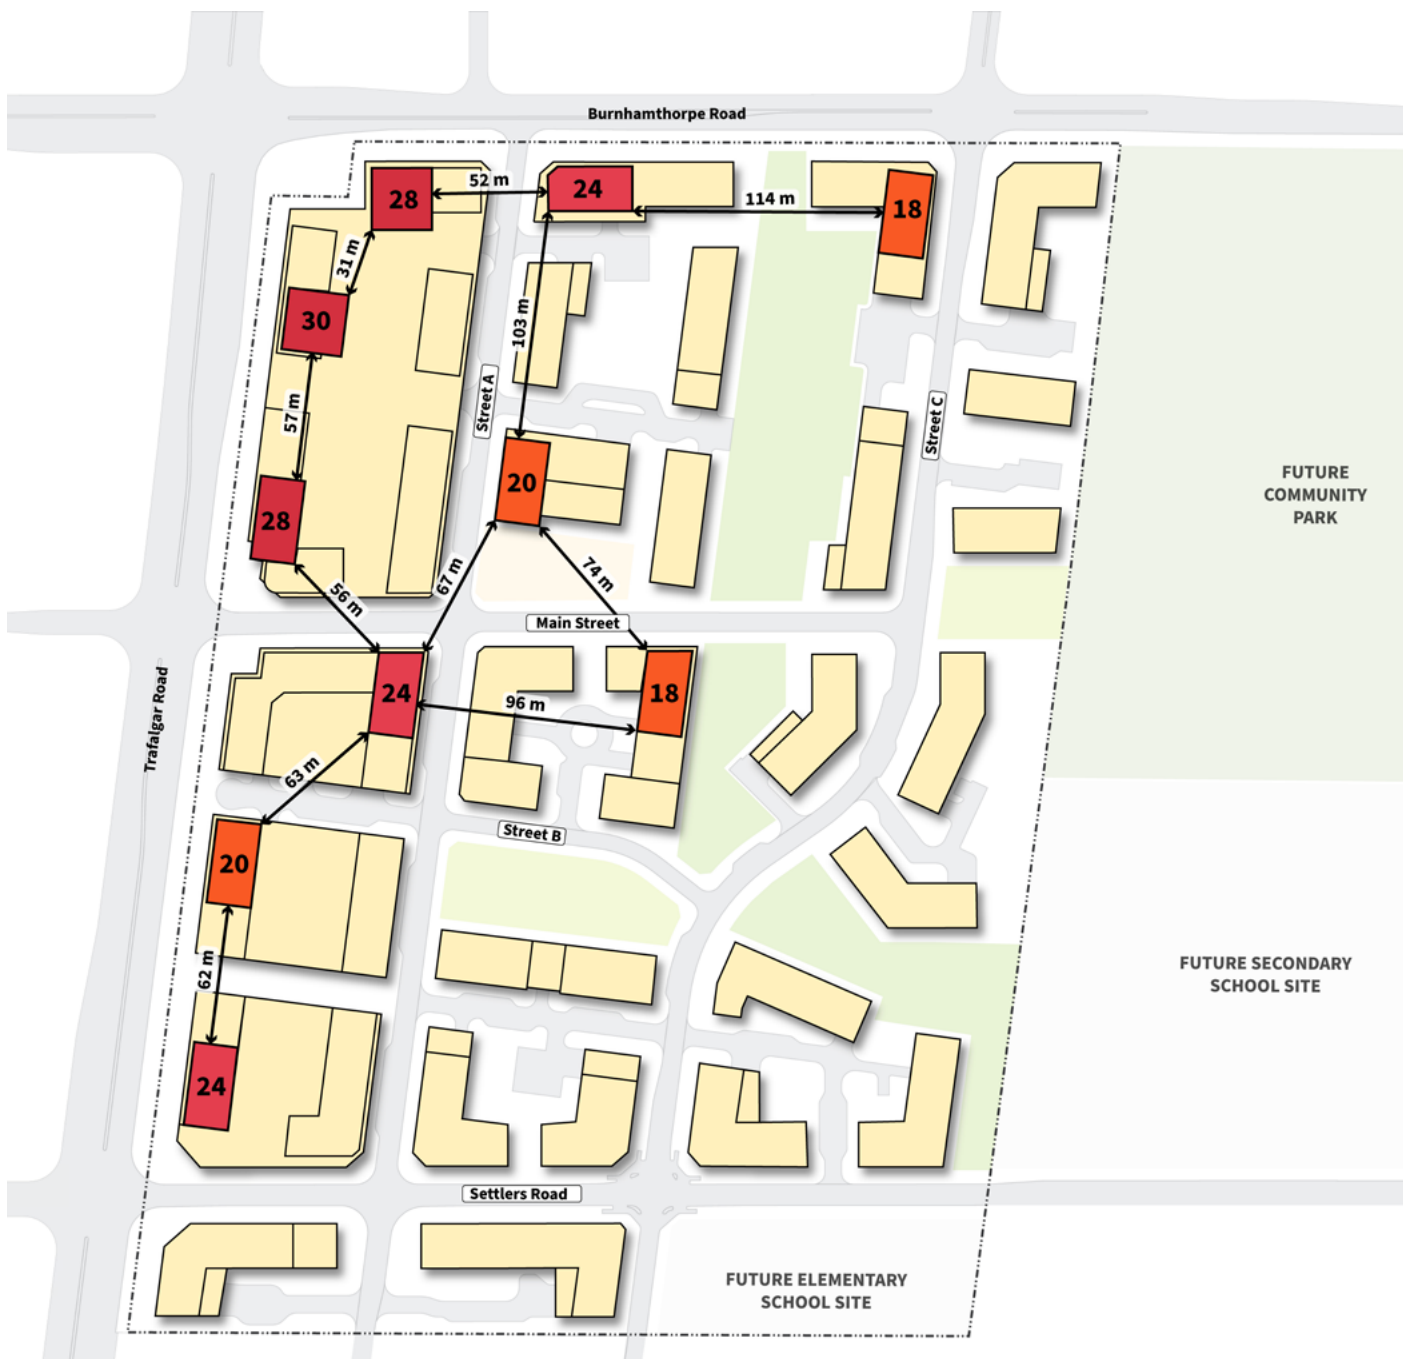 Burnhamthorpe Road
28
52 m
24
114 m
18
31 m
30
103 m
57 m
Street A
Street C
20
28
FUTURE
COMMUNITY
PARK
67 m
74 m
56 m
Main Street
Trafalgar Road
24
96 m
18
63 m
Street B
20
62 m
FUTURE SECONDARY
SCHOOL SITE
24
Settlers Road
FUTURE ELEMENTARY
SCHOOL SITE